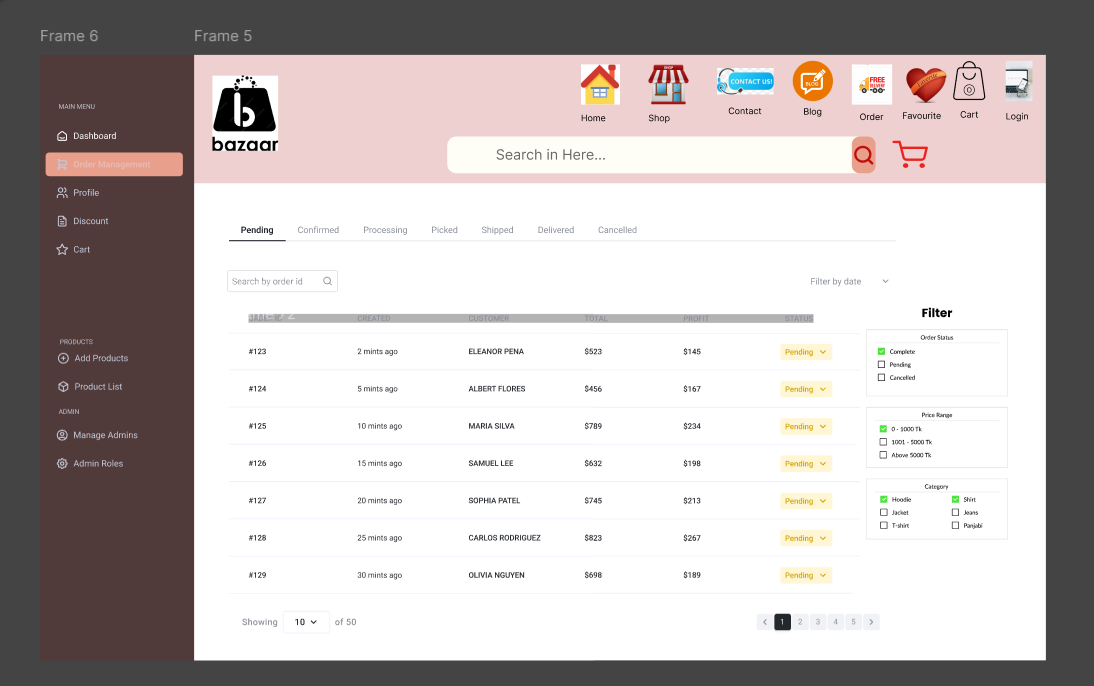 Frame 6
Frame 5
MAIN MENU
Dashboard
Order Management
Profile
Discount
Cart
PRODUCTS
Add Products
Product List
ADMIN
Manage Admins
Admin Roles
b
bazaar
Home
SHOP
Shop
CONTACT US!
Contact
BLOG
Blog
FREE
DELIVERY
Order
Favourite
Cart
Login
Search in Here...
Pending Confirmed Processing Picked Shipped Delivered Cancelled
Search by order id
Filter by date
CREATED CUSTOMER TOTAL PROFIT STATUS
#123 2 mints ago ELEANOR PENA $523 $145 Pending
#124 5 mints ago ALBERT FLORES $456 $167 Pending
#125 10 mints ago MARIA SILVA $789 $234 Pending
#126 15 mints ago SAMUEL LEE $632 $198 Pending
#127 20 mints ago SOPHIA PATEL $745 $213 Pending
#128 25 mints ago CARLOS RODRIGUEZ $823 $267 Pending
#129 30 mints ago OLIVIA NGUYEN $698 $189 Pending
Showing 10 of 50
1 2 3 4 5
Filter
Order Status
Complete
Pending
Cancelled
Price Range
0 - 1000 Tk
1001 - 5000 Tk
Above 5000 Tk
Category
Hoodie Shirt
Jacket Jeans
T-shirt Panjabi